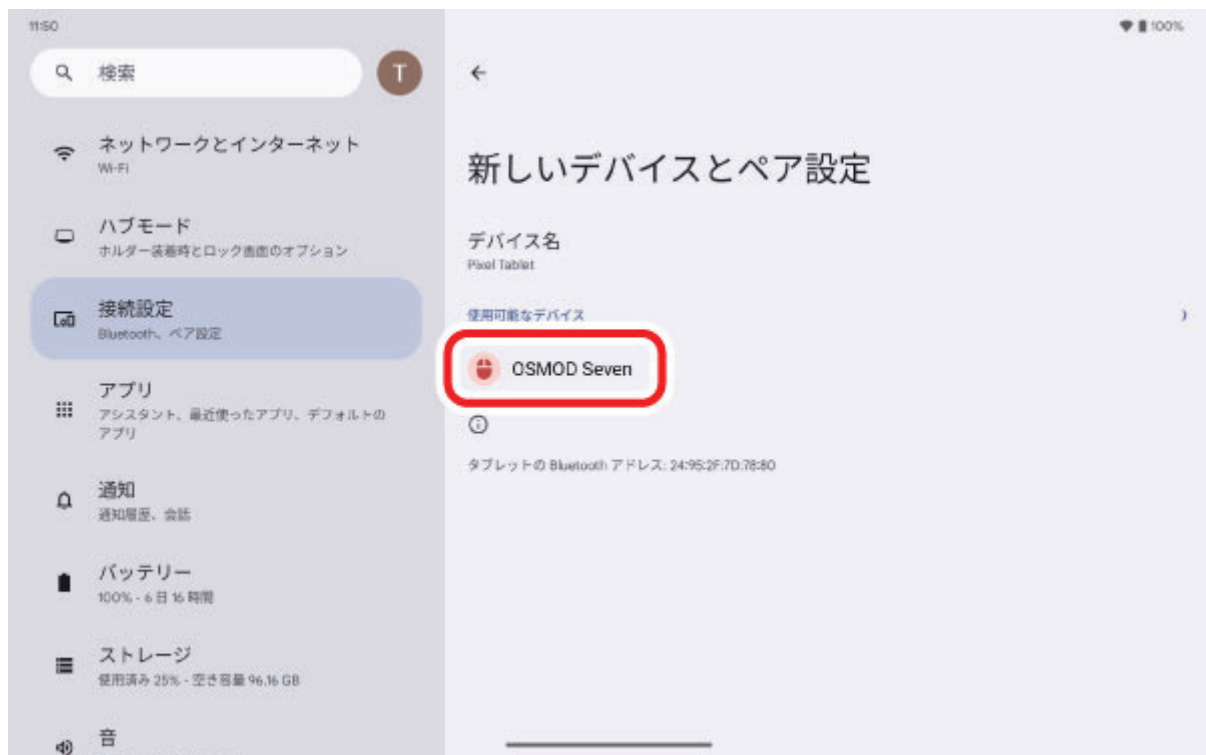 11:50
100%
検索
T
ネットワークとインターネット
Wi-Fi
ハブモード
ホルダー装着時とロック画面のオプション
接続設定
Bluetooth、ペア設定
アプリ
アシスタント、最近使ったアプリ、デフォルトの
アプリ
通知
通知履歴、会話
バッテリー
100% - 6 日 16 時間
ストレージ
使用済み 25% - 空き容量 96.16 GB
音
新しいデバイスとペア設定
デバイス名
Pixel Tablet
使用可能なデバイス
OSMOD Seven
タブレットの Bluetooth アドレス: 24:95:2F:7D:78:80